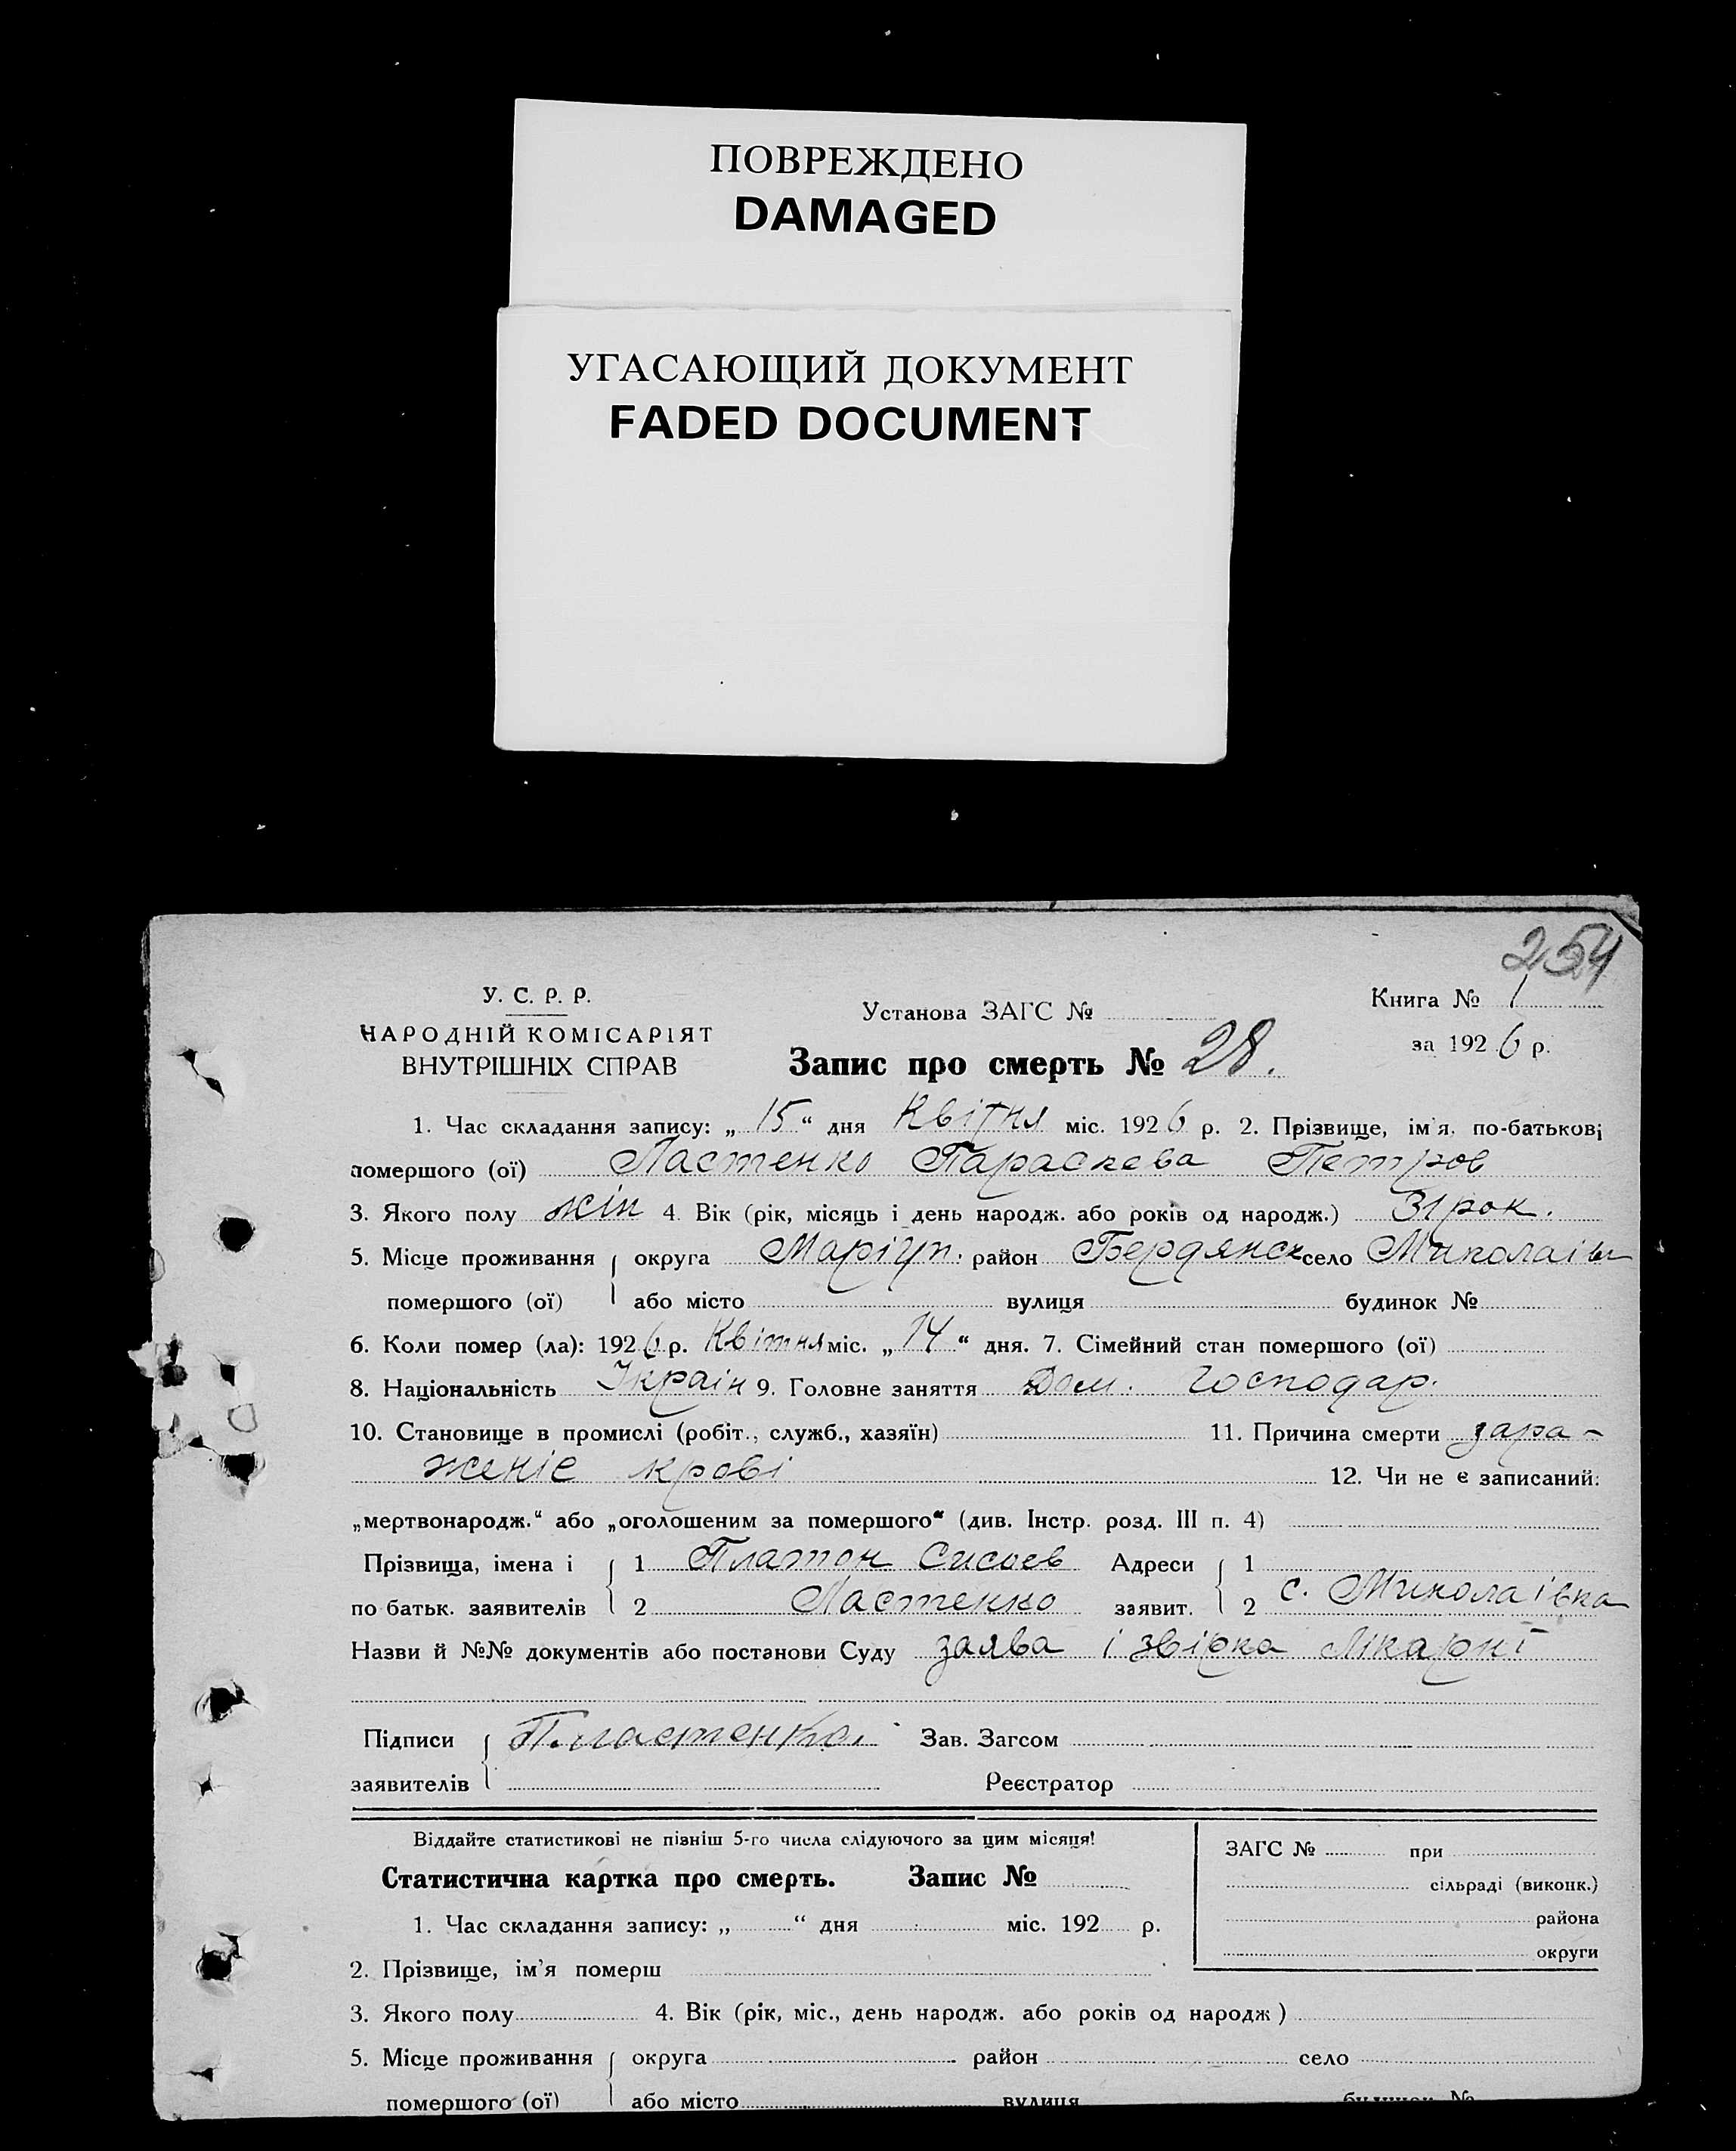 ПОВРЕЖДЕНО
DAMAGED
УГАСАЮЩИЙ ДОКУМЕНТ
FADED DOCUMENT
254
У. С. Р. Р.
НАРОДНІЙ КОМІСАРІЯТ
ВНУТРІШНІХ СПРАВ
Установа ЗАГС №
Книга № 1
за 1926 р.
Запис про смерть № 28.
1. Час складання запису: „15“ дня Квітня міс. 1926 р. 2. Прізвище, ім'я, по-батькові
помершого (ої) Ластенко Параскева Петров
3. Якого полу жін 4. Вік (рік, місяць і день народж. або років од народж.) 31 рок.
5. Місце проживання округа Маріуп. район Бердянск село Миколаівк
помершого (ої) або місто вулиця будинок №
6. Коли помер (ла): 1926 р. Квітня міс. „14“ дня. 7. Сімейний стан помершого (ої)
8. Національність Україн 9. Головне заняття Дом. Господар.
10. Становище в промислі (робіт., служб., хазяїн) 11. Причина смерти зара-
женіе крові 12. Чи не є записаний:
„мертвонародж.“ або „оголошеним за помершого“ (див. Інстр. розд. III п. 4)
Прізвища, імена і 1 Платон Сисоев Адреси 1
по батьк. заявителів 2 Ластенко заявит. 2 с. Миколаівка
Назви й №№ документів або постанови Суду заява і звірка Лікарні
Підписи П. Ластенко. Зав. Загсом
заявителів Реєстратор
Віддайте статистикові не пізніш 5-го числа слідуючого за цим місяця!
Статистична картка про смерть. Запис №
ЗАГС № при
сільраді (виконк.)
района
округи
1. Час складання запису: „ “ дня міс. 192 р.
2. Прізвище, ім'я померш
3. Якого полу 4. Вік (рік, міс., день народж. або років од народж )
5. Місце проживання округа район село
помершого (ої) або місто вулиця будинок №